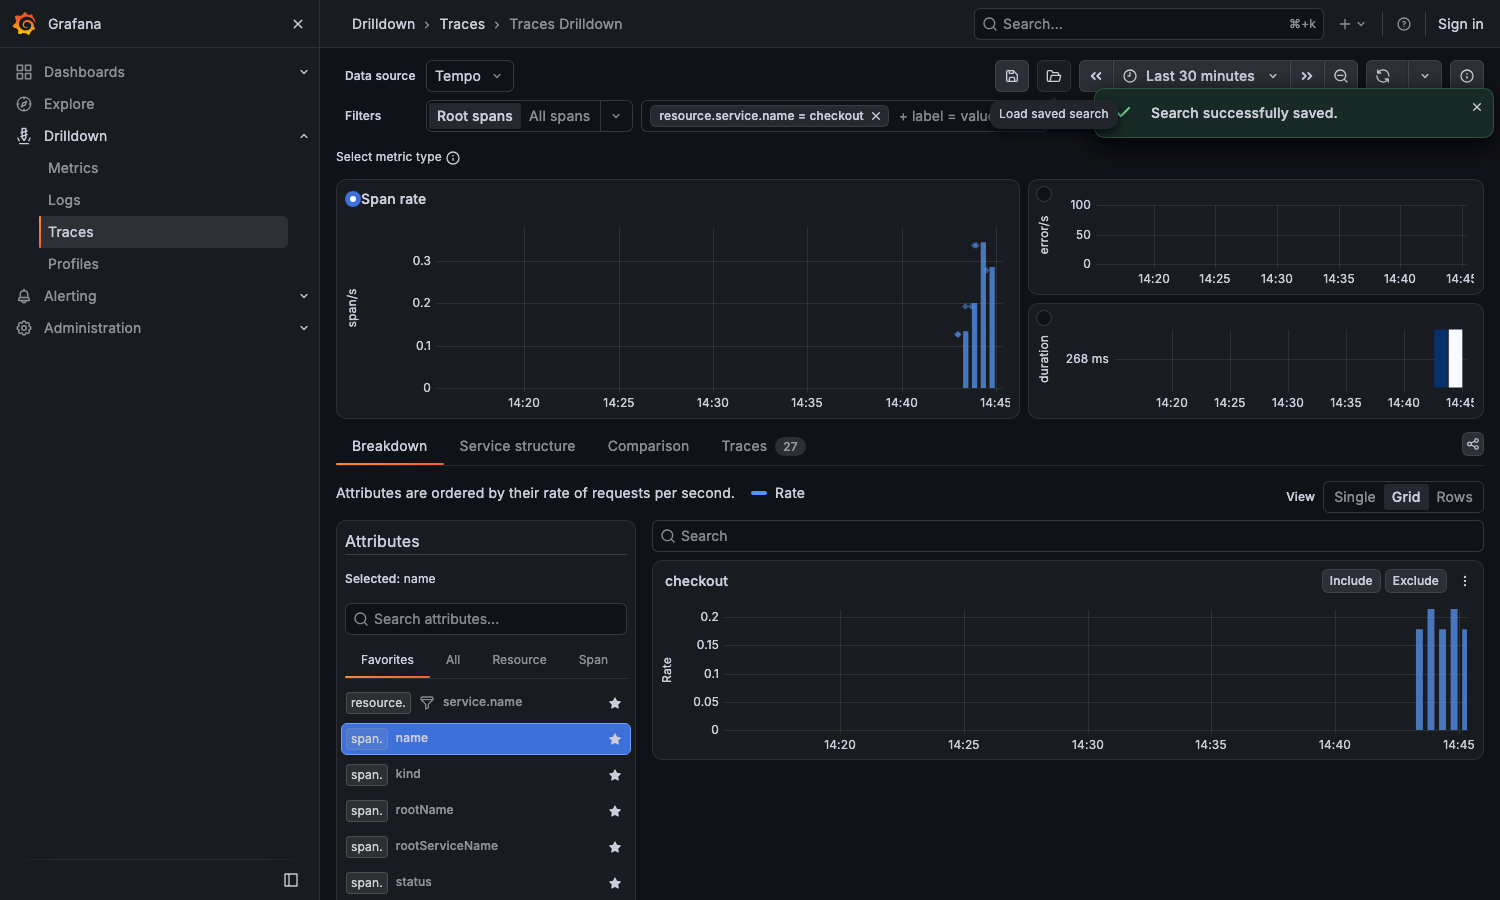 Grafana
Drilldown › Traces › Traces Drilldown
Search...
⌘+k
Sign in
Dashboards
Explore
Drilldown
Metrics
Logs
Traces
Profiles
Alerting
Administration
Data source
Tempo
Last 30 minutes
Filters
Root spans
All spans
resource.service.name = checkout
+ label = valu
Load saved search
Search successfully saved.
Select metric type
Span rate
span/s
0.3
0.2
0.1
0
14:20
14:25
14:30
14:35
14:40
14:45
error/s
100
50
0
14:20
14:25
14:30
14:35
14:40
14:45
duration
268 ms
14:20
14:25
14:30
14:35
14:40
14:45
Breakdown
Service structure
Comparison
Traces 27
Attributes are ordered by their rate of requests per second.
Rate
View
Single
Grid
Rows
Attributes
Selected: name
Search attributes...
Favorites
All
Resource
Span
resource. service.name
span. name
span. kind
span. rootName
span. rootServiceName
span. status
Search
checkout
Include
Exclude
Rate
0.2
0.15
0.1
0.05
0
14:20
14:25
14:30
14:35
14:40
14:45